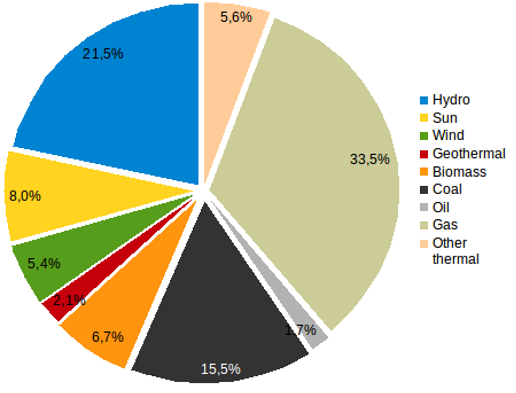 5,6%
21,5%
33,5%
8,0%
5,4%
2,1%
6,7%
15,5%
1,7%
Hydro
Sun
Wind
Geothermal
Biomass
Coal
Oil
Gas
Other
thermal